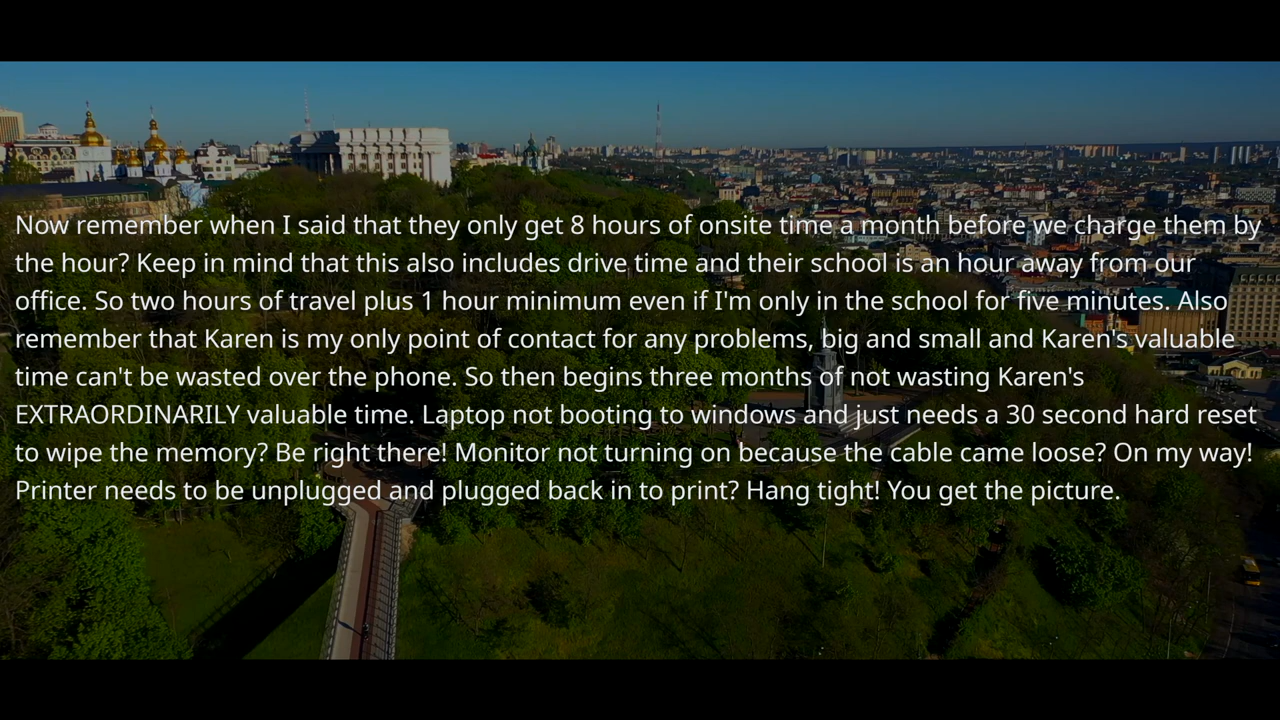 Now remember when I said that they only get 8 hours of onsite time a month before we charge them by
the hour? Keep in mind that this also includes drive time and their school is an hour away from our
office. So two hours of travel plus 1 hour minimum even if I'm only in the school for five minutes. Also
remember that Karen is my only point of contact for any problems, big and small and Karen's valuable
time can't be wasted over the phone. So then begins three months of not wasting Karen's
EXTRAORDINARILY valuable time. Laptop not booting to windows and just needs a 30 second hard reset
to wipe the memory? Be right there! Monitor not turning on because the cable came loose? On my way!
Printer needs to be unplugged and plugged back in to print? Hang tight! You get the picture.